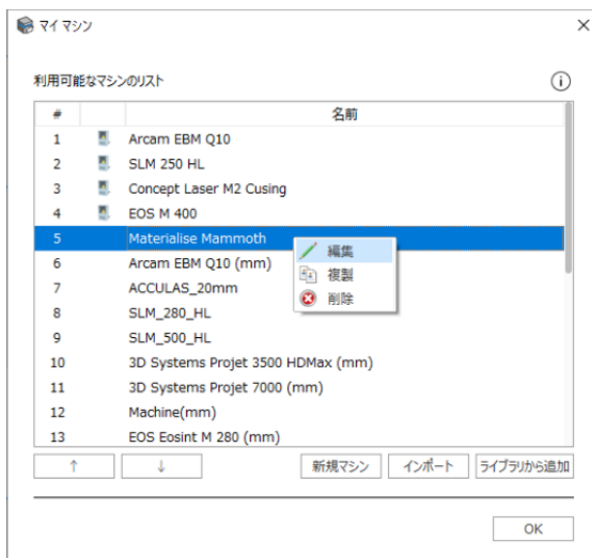 マイ マシン
利用可能なマシンのリスト
# 名前
1 Arcam EBM Q10
2 SLM 250 HL
3 Concept Laser M2 Cusing
4 EOS M 400
5 Materialise Mammoth
編集
6 Arcam EBM Q10 (mm)
複製
7 ACCULAS_20mm
削除
8 SLM_280_HL
9 SLM_500_HL
10 3D Systems Projet 3500 HDMax (mm)
11 3D Systems Projet 7000 (mm)
12 Machine(mm)
13 EOS Eosint M 280 (mm)
↑ ↓ 新規マシン インポート ライブラリから追加
OK